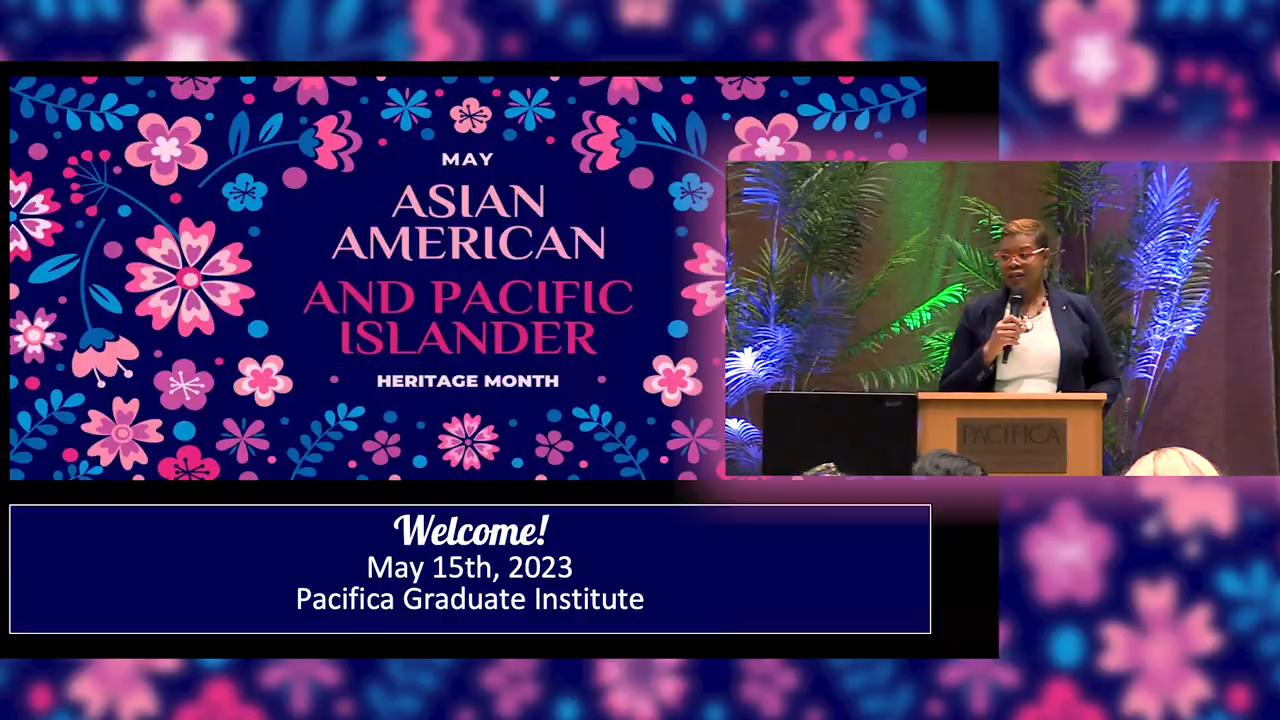 MAY
ASIAN
AMERICAN
AND PACIFIC
ISLANDER
HERITAGE MONTH
PACIFICA
Welcome!
May 15th, 2023
Pacifica Graduate Institute